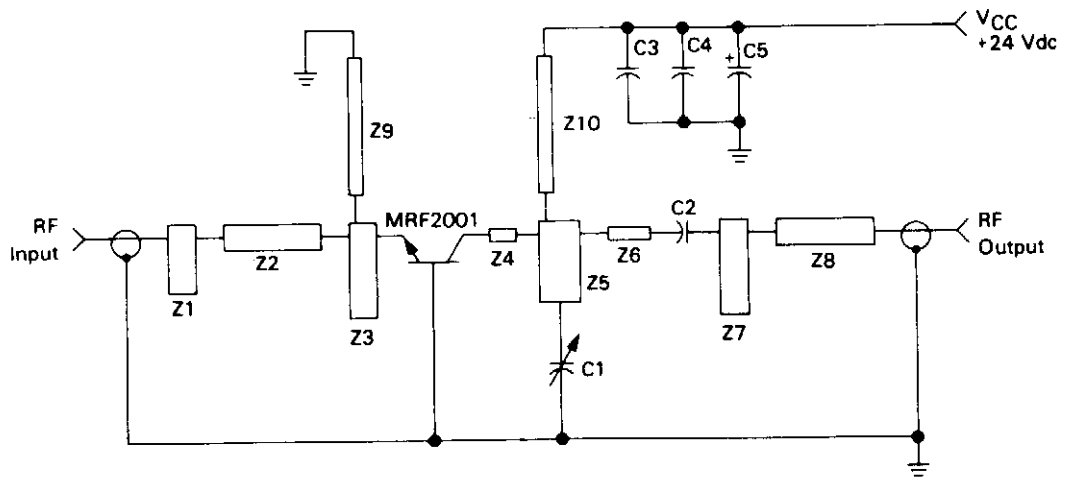 C3
C4
+
C5
VCC
+24 Vdc
Z9
Z10
RF
Input
MRF2001
C2
RF
Output
Z1
Z2
Z3
Z4
Z5
Z6
Z7
Z8
C1